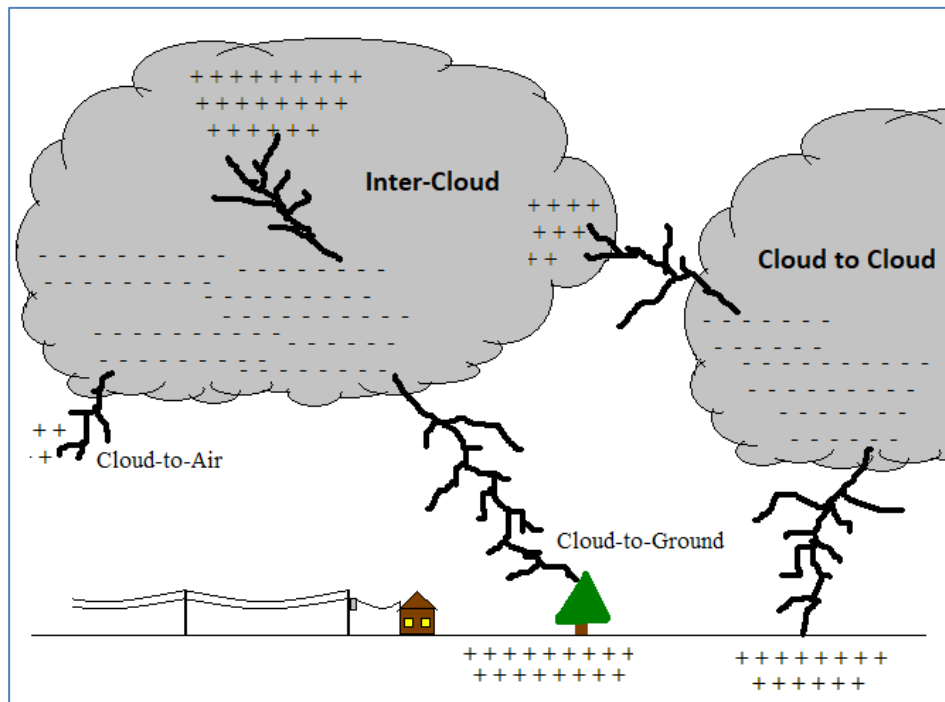 + + + + + + + + +
+ + + + + + + +
+ + + + + +
Inter-Cloud
+ + + +
+ + +
+ +
Cloud to Cloud
- - - - - - - - - -
- - - - - - - -
- - - - - - - - -
- - - - - - - - -
- - - - - - - - - -
- - - - - - - - - -
- - - - - -
- - - - - - - - -
- - - - - - - -
- - - - - - -
- - - - - -
- - - - - - - -
- - - - - - -
- - - - - - -
- - - - - -
+ +
+
Cloud-to-Air
Cloud-to-Ground
+ + + + + + + + +
+ + + + + + + +
+ + + + + + + +
+ + + + + +